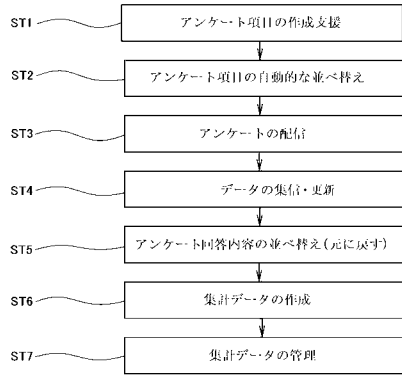 ST1 アンケート項目の作成支援
ST2 アンケート項目の自動的な並べ替え
ST3 アンケートの配信
ST4 データの集信・更新
ST5 アンケート回答内容の並べ替え(元に戻す)
ST6 集計データの作成
ST7 集計データの管理